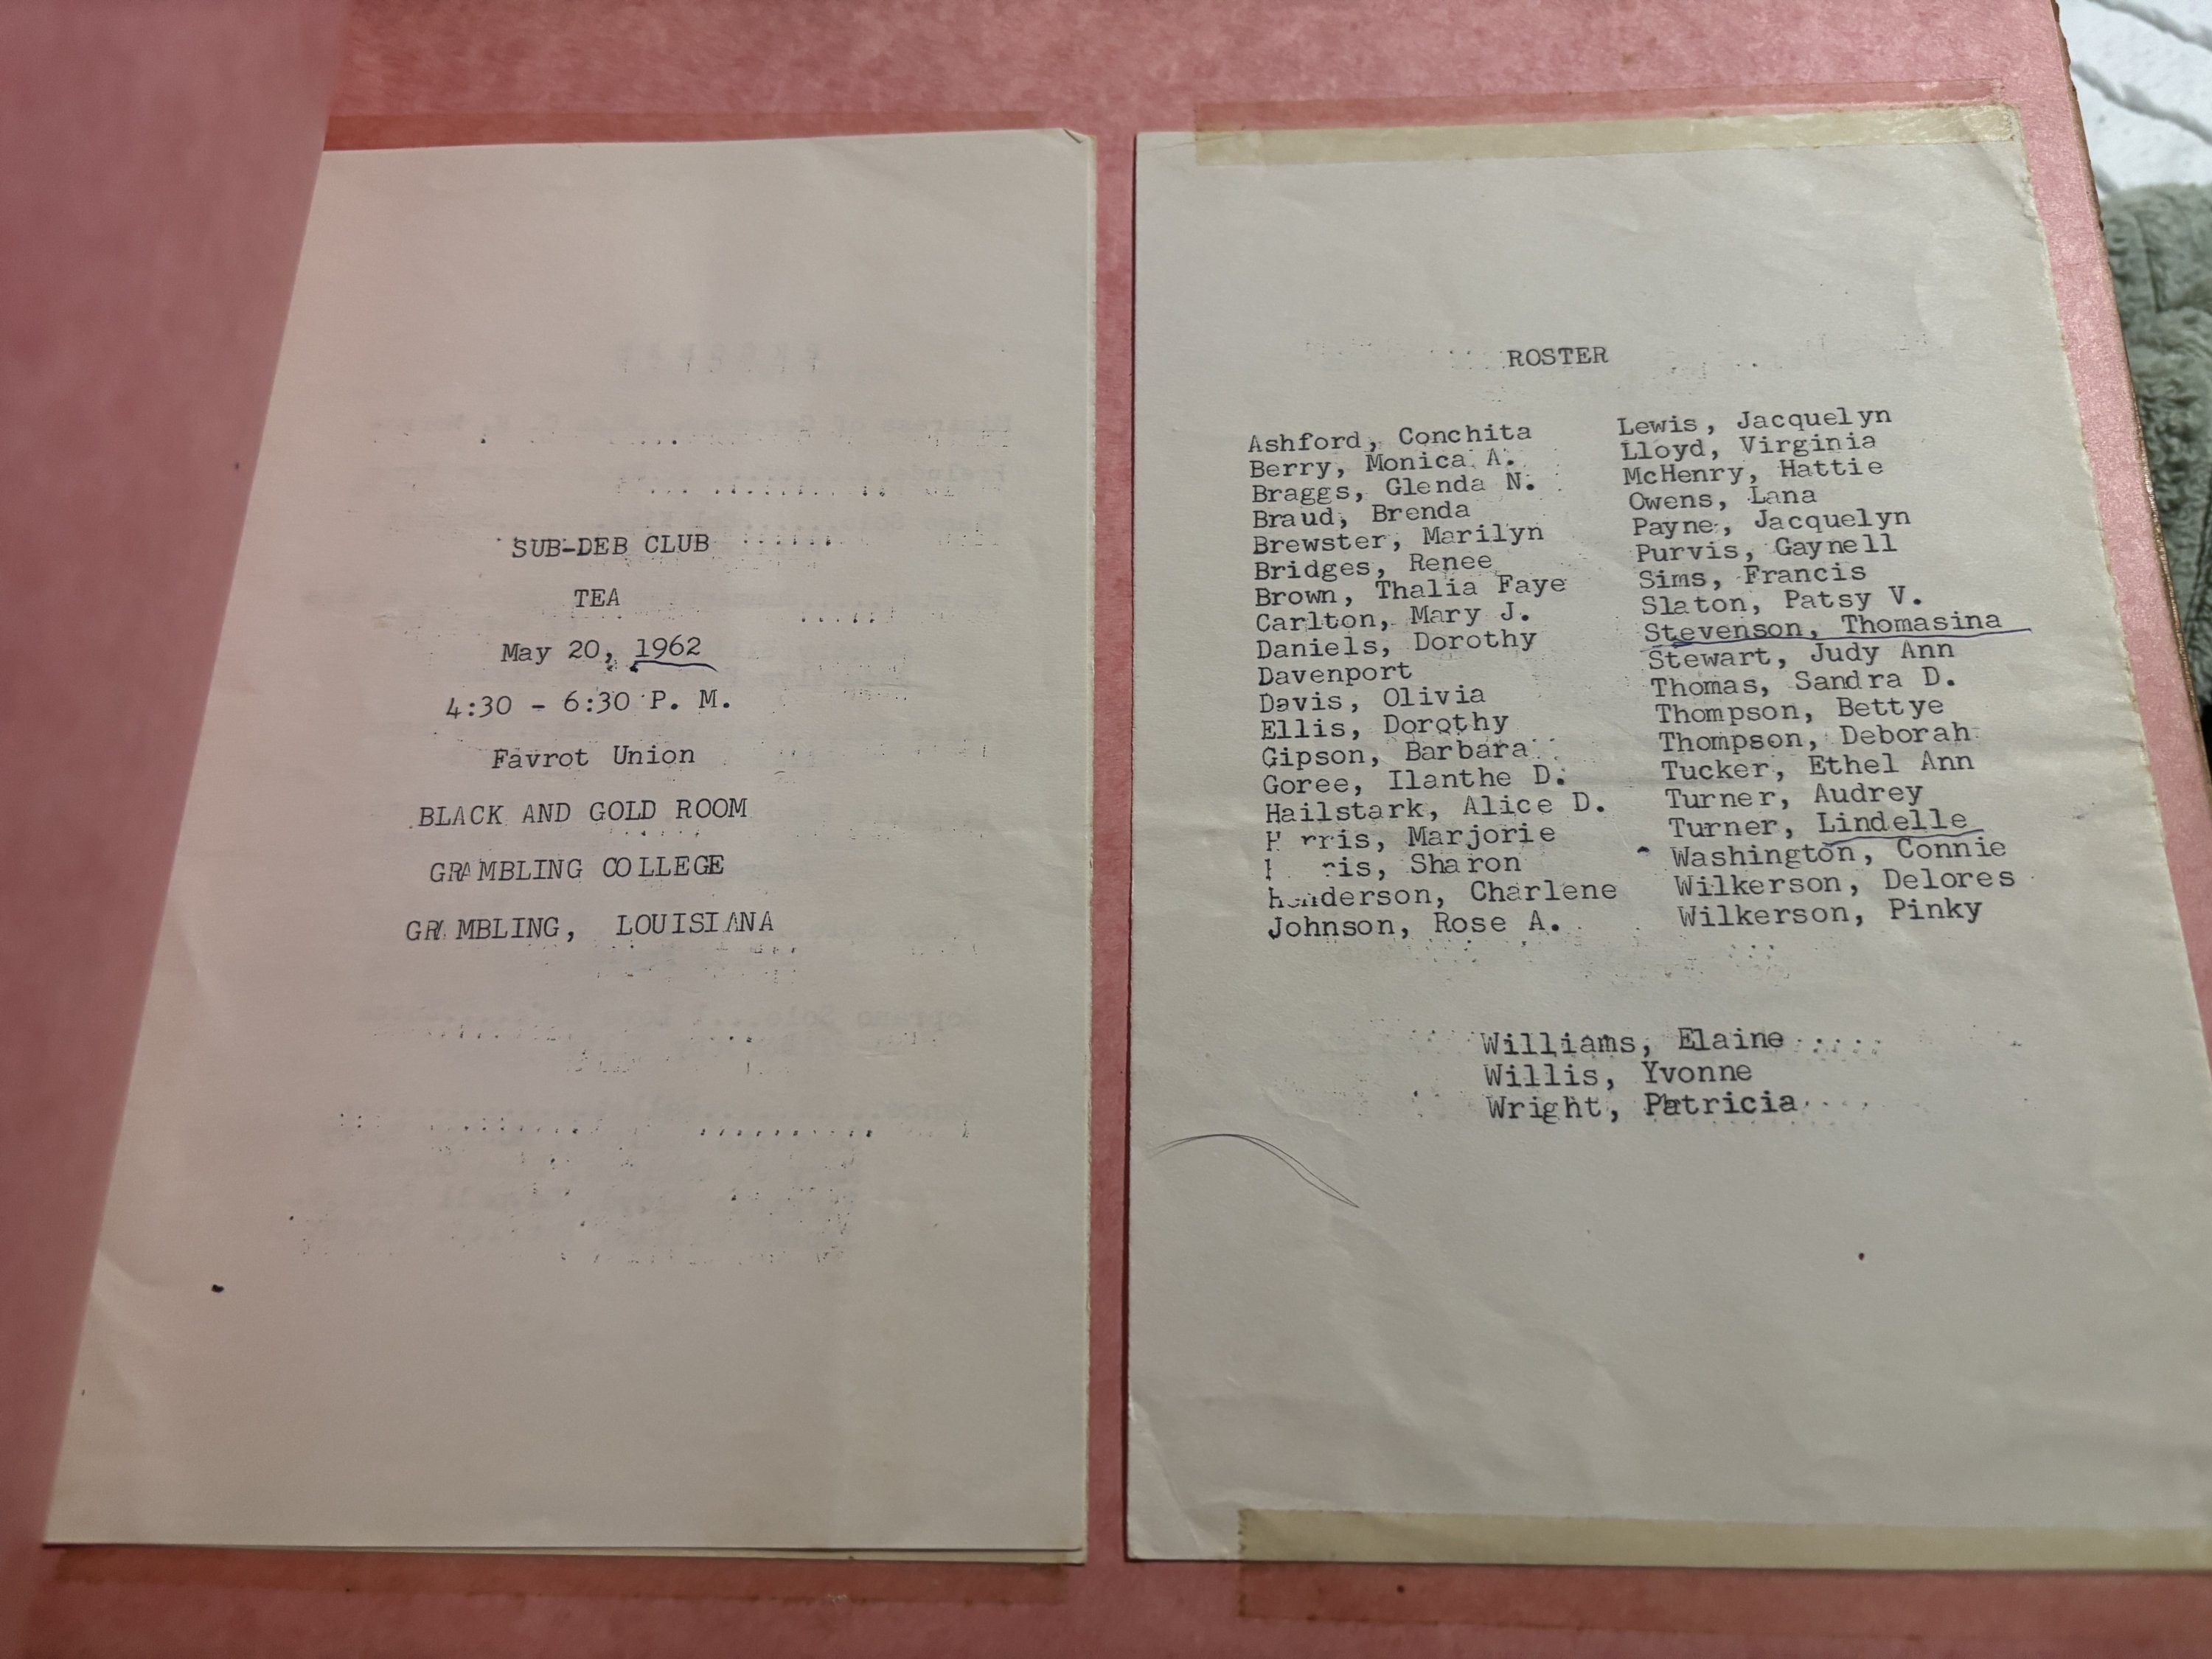 SUB-DEB CLUB
TEA
May 20, 1962
4:30 - 6:30 P. M.
Favrot Union
BLACK AND GOLD ROOM
GRAMBLING COLLEGE
GRAMBLING, LOUISIANA
ROSTER
Ashford, Conchita
Berry, Monica A.
Braggs, Glenda N.
Braud, Brenda
Brewster, Marilyn
Bridges, Renee
Brown, Thalia Faye
Carlton, Mary J.
Daniels, Dorothy
Davenport
Davis, Olivia
Ellis, Dorothy
Gipson, Barbara
Goree, Ilanthe D.
Hailstark, Alice D.
Harris, Marjorie
Sharon
Henderson, Charlene
Johnson, Rose A.
Lewis, Jacquelyn
Lloyd, Virginia
McHenry, Hattie
Owens, Lana
Payne, Jacquelyn
Purvis, Gaynell
Sims, Francis
Slaton, Patsy V.
Stevenson, Thomasina
Stewart, Judy Ann
Thomas, Sandra D.
Thompson, Bettye
Thompson, Deborah
Tucker, Ethel Ann
Turner, Audrey
Turner, Lindelle
Washington, Connie
Wilkerson, Delores
Wilkerson, Pinky
Williams, Elaine
Willis, Yvonne
Wright, Patricia